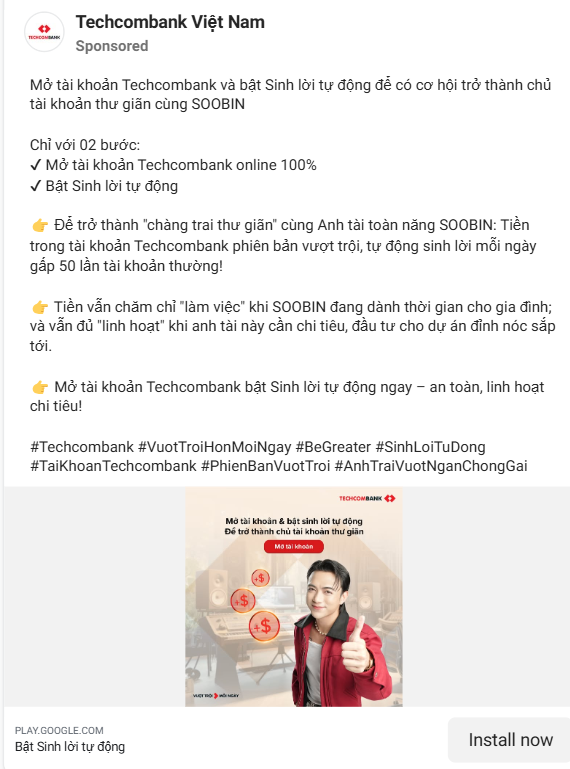 TECHCOMBANK
Techcombank Việt Nam
Sponsored
Mở tài khoản Techcombank và bật Sinh lời tự động để có cơ hội trở thành chủ
tài khoản thư giãn cùng SOOBIN
Chỉ với 02 bước:
✓ Mở tài khoản Techcombank online 100%
✓ Bật Sinh lời tự động
👉 Để trở thành "chàng trai thư giãn" cùng Anh tài toàn năng SOOBIN: Tiền
trong tài khoản Techcombank phiên bản vượt trội, tự động sinh lời mỗi ngày
gấp 50 lần tài khoản thường!
👉 Tiền vẫn chăm chỉ "làm việc" khi SOOBIN đang dành thời gian cho gia đình;
và vẫn đủ "linh hoạt" khi anh tài này cần chi tiêu, đầu tư cho dự án đỉnh nóc sắp
tới.
👉 Mở tài khoản Techcombank bật Sinh lời tự động ngay – an toàn, linh hoạt
chi tiêu!
#Techcombank #VuotTroiHonMoiNgay #BeGreater #SinhLoiTuDong
#TaiKhoanTechcombank #PhienBanVuotTroi #AnhTraiVuotNganChongGai
TECHCOMBANK
Mở tài khoản & bật sinh lời tự động
Để trở thành chủ tài khoản thư giãn
Mở tài khoản
+$
+$
+$
VƯỢT TRỘI MỖI NGÀY
PLAY.GOOGLE.COM
Bật Sinh lời tự động
Install now